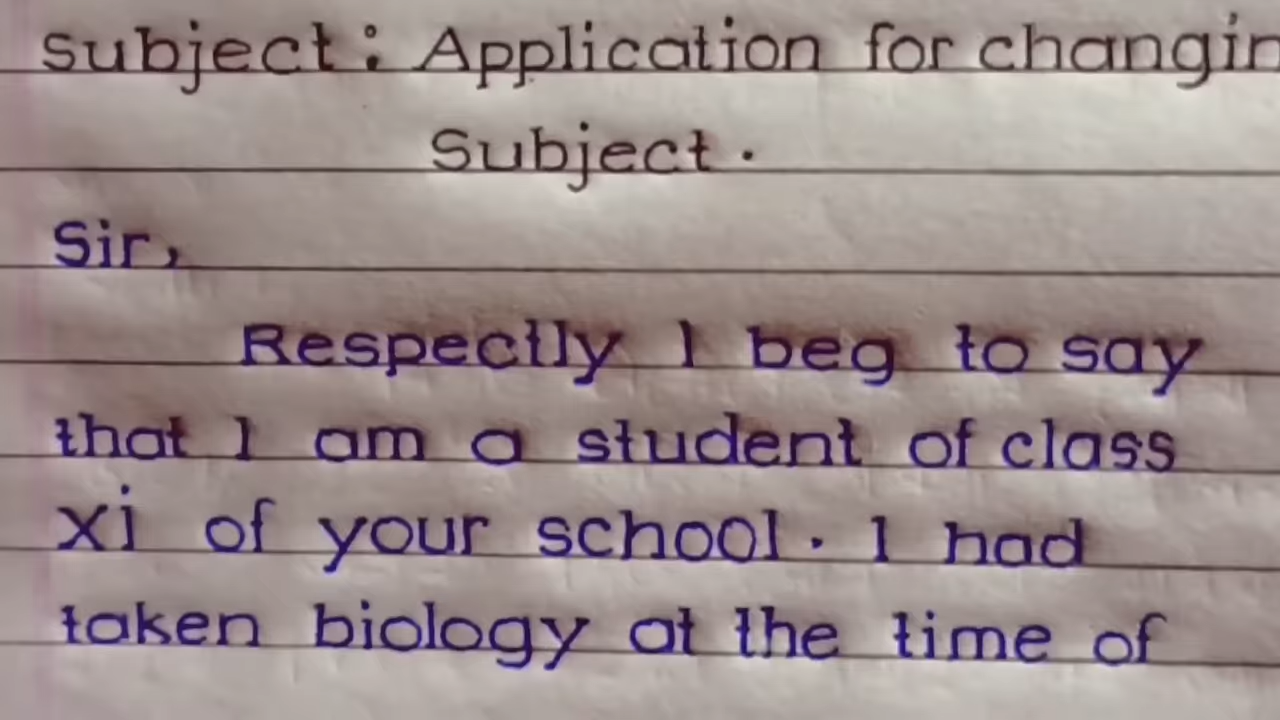 subject: Application for changin
Subject.
Sir,
Respectly I beg to say
that I am a student of class
xi of your school. I had
taken biology at the time of